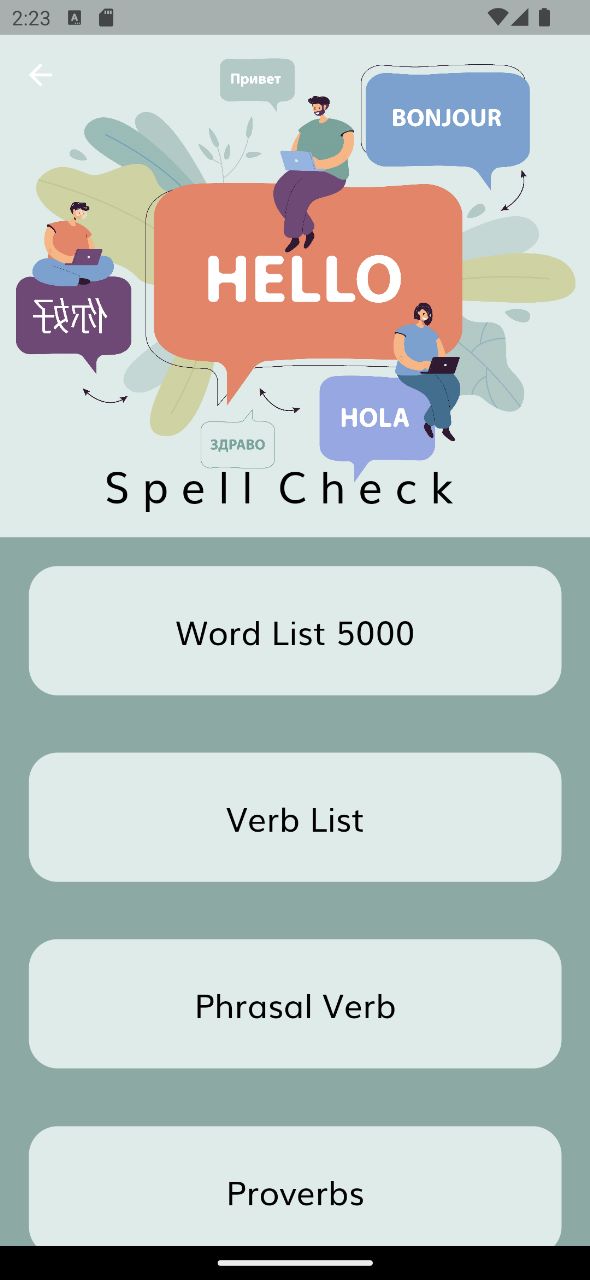 2:23
A
Привет
BONJOUR
HELLO
你好
HOLA
ЗДРАВО
Spell Check
Word List 5000
Verb List
Phrasal Verb
Proverbs